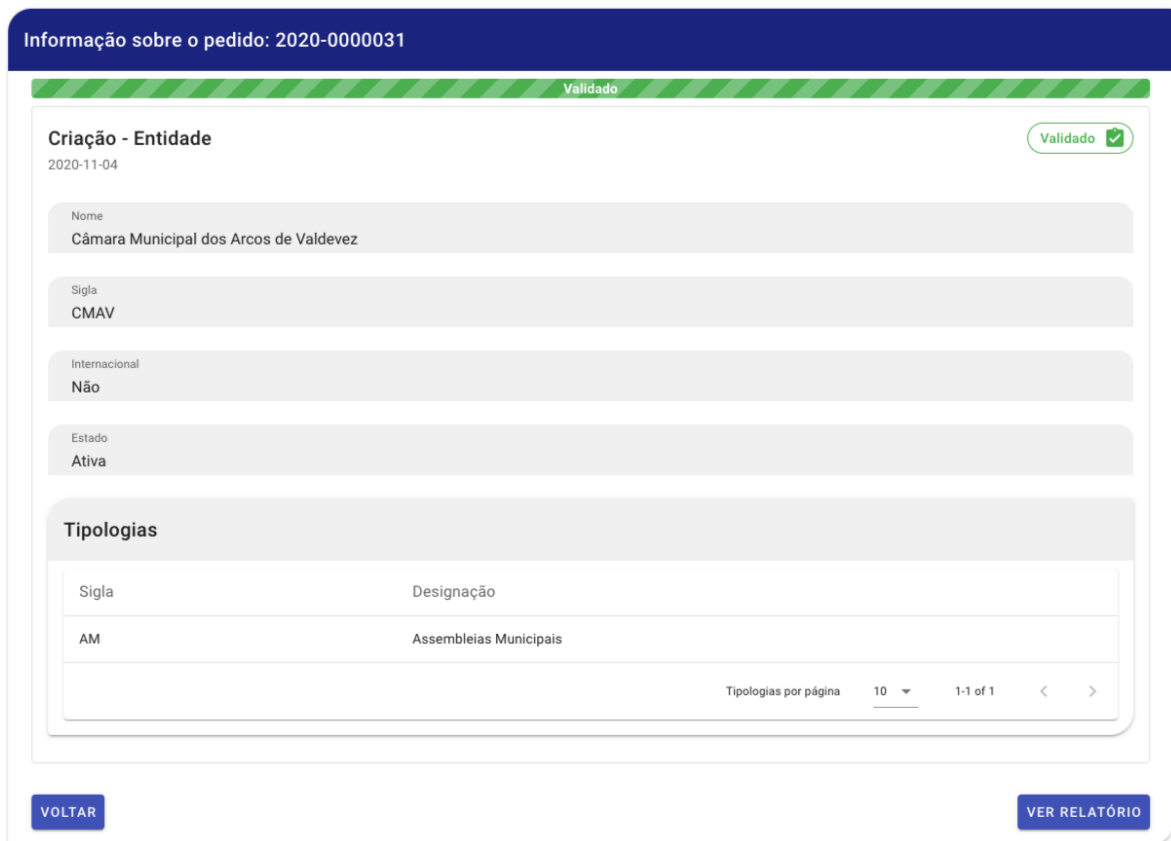 Informação sobre o pedido: 2020-0000031
Validado
Criação - Entidade
Validado
2020-11-04
Nome
Câmara Municipal dos Arcos de Valdevez
Sigla
CMAV
Internacional
Não
Estado
Ativa
Tipologias
Sigla Designação
AM Assembleias Municipais
Tipologias por página 10 1-1 of 1
VOLTAR VER RELATÓRIO